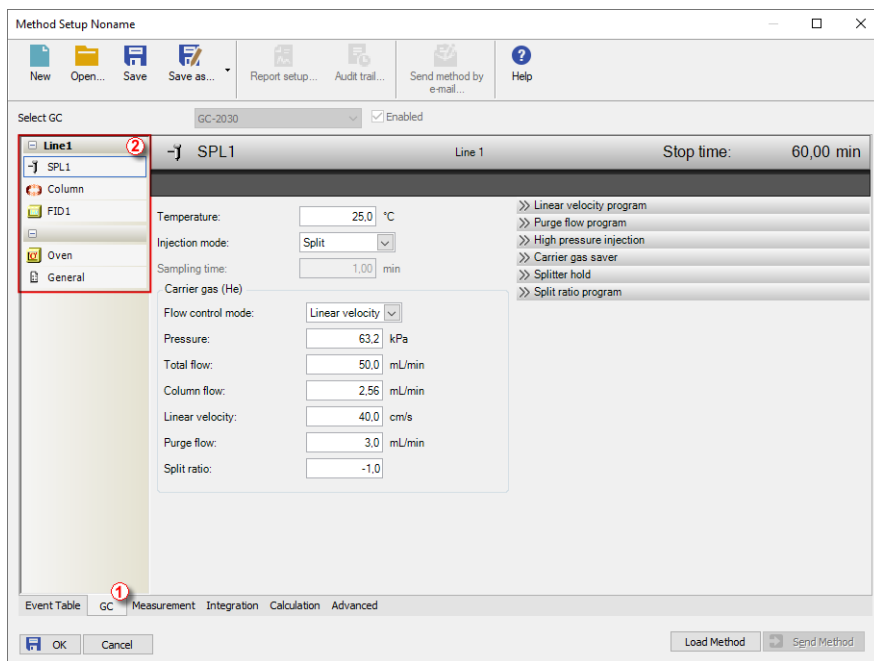 Method Setup Noname
New Open... Save Save as... Report setup... Audit trail... Send method by e-mail... Help
Select GC GC-2030 Enabled
Line1 2
SPL1
Column
FID1
Oven
General
SPL1 Line 1 Stop time: 60,00 min
Temperature: 25,0 °C
Injection mode: Split
Sampling time: 1,00 min
Carrier gas (He)
Flow control mode: Linear velocity
Pressure: 63,2 kPa
Total flow: 50,0 mL/min
Column flow: 2,56 mL/min
Linear velocity: 40,0 cm/s
Purge flow: 3,0 mL/min
Split ratio: -1,0
Linear velocity program
Purge flow program
High pressure injection
Carrier gas saver
Splitter hold
Split ratio program
1
Event Table GC Measurement Integration Calculation Advanced
OK Cancel Load Method Send Method